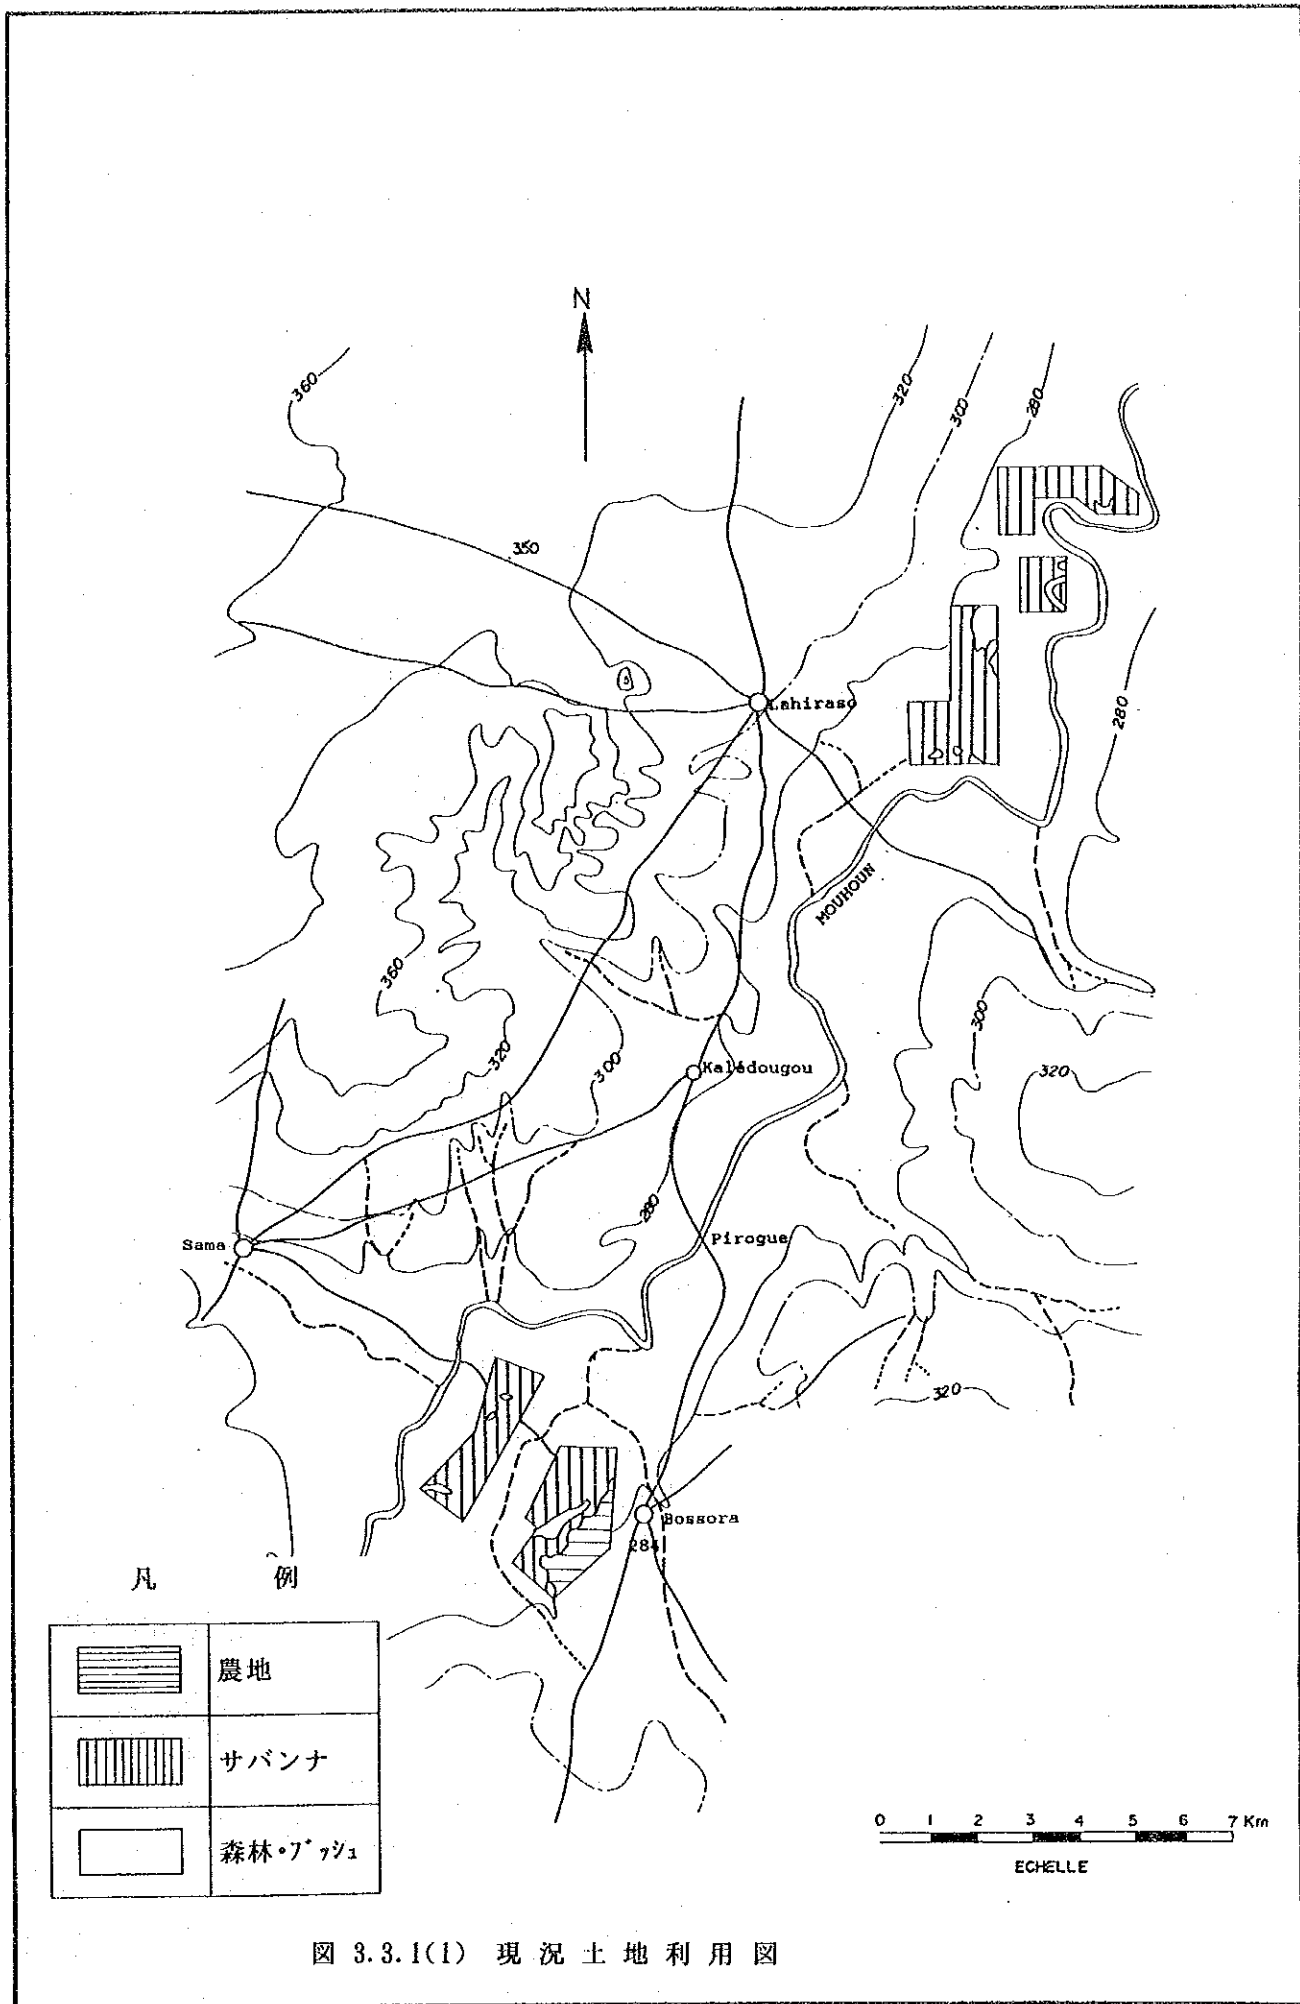 N
360
320
300
280
350
Lahiraso
280
MOUHOUN
360
300
320
300
Kalédougou
320
280
Sama
Pirogue
320
Bossora
284
凡 例
農地
サバンナ
森林・ブッシュ
0 1 2 3 4 5 6 7 Km
ECHELLE
図 3.3.1(1) 現況土地利用図